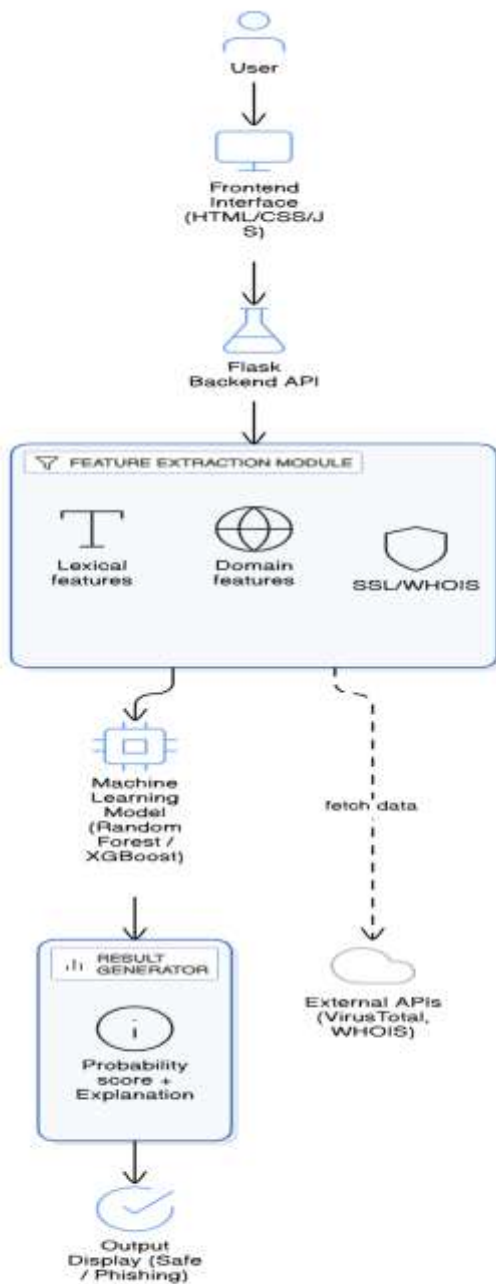 User
Frontend
Interface
(HTML/CSS/J
S)
Flask
Backend API
FEATURE EXTRACTION MODULE
Lexical
features
Domain
features
SSL/WHOIS
Machine
Learning
Model
(Random
Forest /
XGBoost)
fetch data
RESULT
GENERATOR
Probability
score +
Explanation
External APIs
(VirusTotal,
WHOIS)
Output
Display (Safe
/ Phishing)